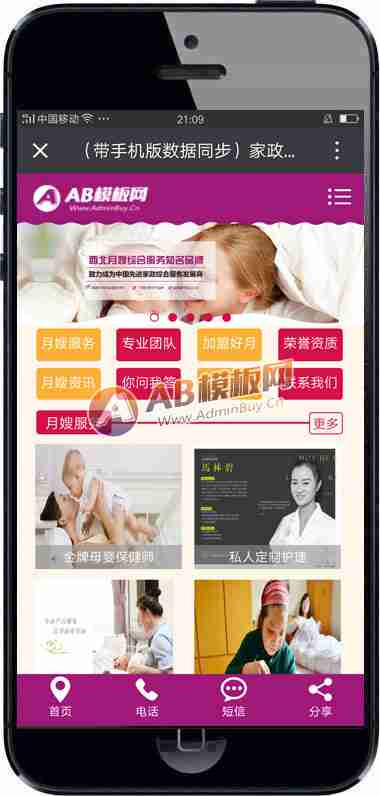 中国移动
21:09
（带手机版数据同步）家政...
AB模板网
Www.AdminBuy.Cn
西北月嫂综合服务知名品牌
致力成为中国先进家政综合服务发展商
月嫂服务 专业团队 加盟好月 荣誉资质
月嫂资讯 你问我答 联系我们
AB模板网
www.AdminBuy.Cn
月嫂服 更多
馬林碧
金牌母婴保健师 私人定制护理
首页 电话 短信 分享